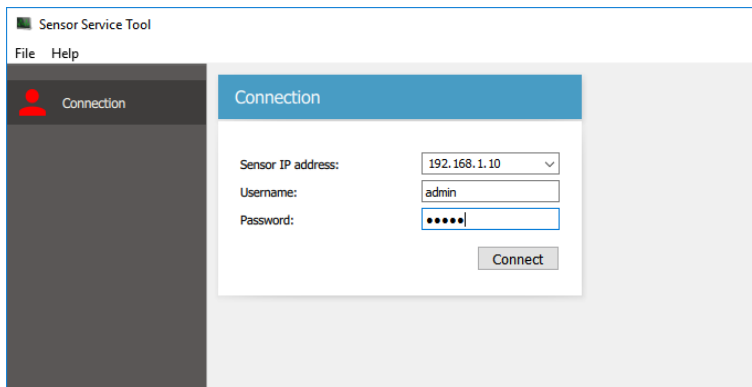 Sensor Service Tool
File Help
Connection
Connection
Sensor IP address: 192.168.1.10
Username: admin
Password: •••••
Connect